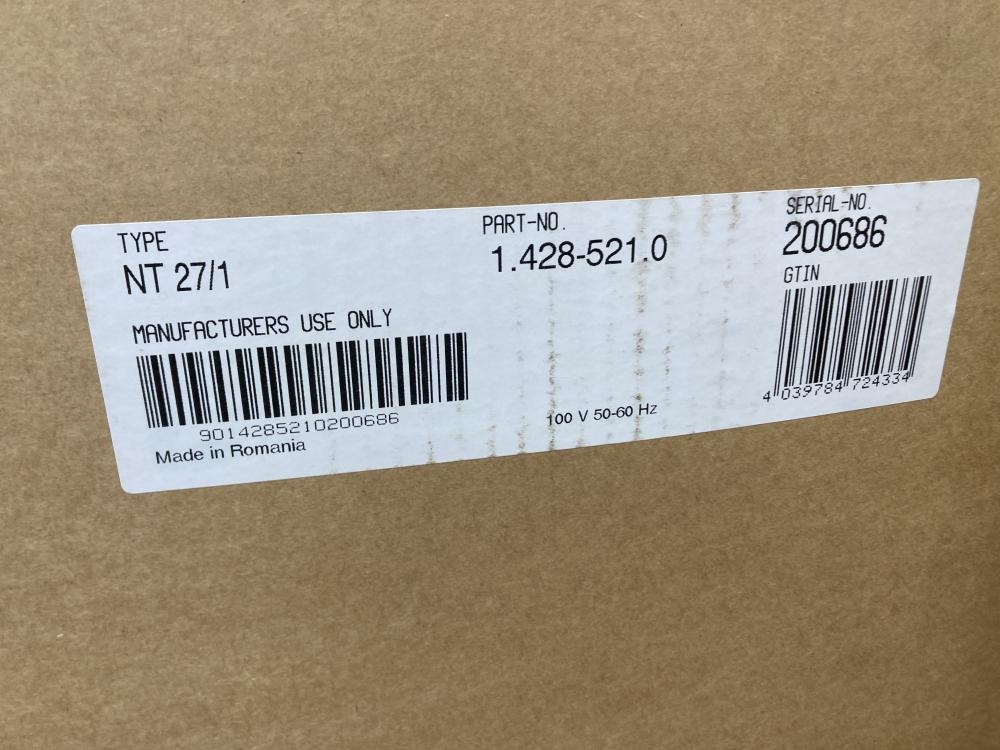 TYPE
NT 27/1
MANUFACTURERS USE ONLY
9014285210200686
Made in Romania
PART-NO.
1.428-521.0
100 V 50-60 Hz
SERIAL-NO.
200686
GTIN
4 039784 724334